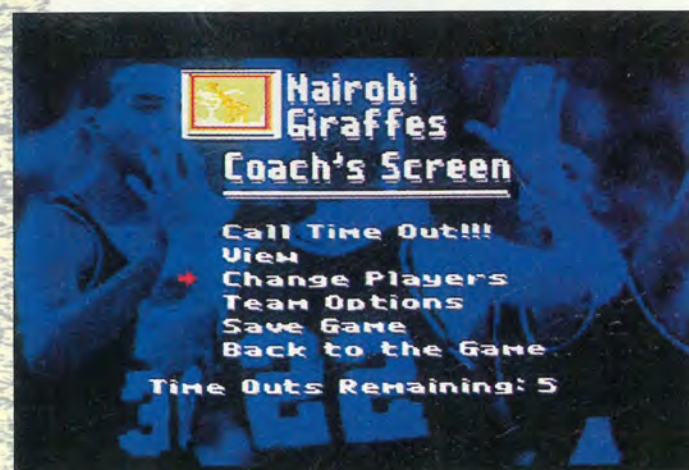 Nairobi
Giraffes
Coach's Screen
Call Time Out!!!
View
Change Players
Team Options
Save Game
Back to the Game
Time Outs Remaining: 5
22